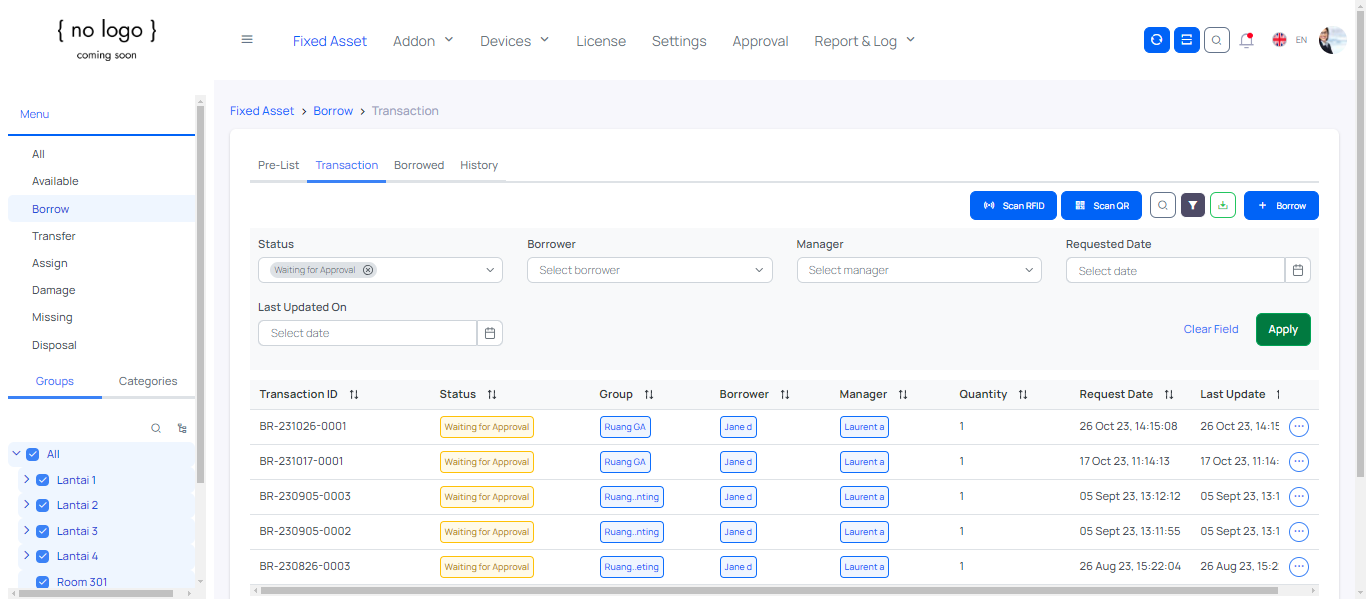 { no logo }
coming soon
Fixed Asset Addon Devices License Settings Approval Report & Log EN
Menu
All
Available
Borrow
Transfer
Assign
Damage
Missing
Disposal
Groups Categories
All
Lantai 1
Lantai 2
Lantai 3
Lantai 4
Room 301
Fixed Asset > Borrow > Transaction
Pre-List Transaction Borrowed History
Scan RFID Scan QR + Borrow
Status Borrower Manager Requested Date
Waiting for Approval Select borrower Select manager Select date
Last Updated On
Select date
Clear Field Apply
Transaction ID Status Group Borrower Manager Quantity Request Date Last Update
BR-231026-0001 Waiting for Approval Ruang GA Jane d Laurent a 1 26 Oct 23, 14:15:08 26 Oct 23, 14:15
BR-231017-0001 Waiting for Approval Ruang GA Jane d Laurent a 1 17 Oct 23, 11:14:13 17 Oct 23, 11:14:
BR-230905-0003 Waiting for Approval Ruang..nting Jane d Laurent a 1 05 Sept 23, 13:12:12 05 Sept 23, 13:1
BR-230905-0002 Waiting for Approval Ruang..nting Jane d Laurent a 1 05 Sept 23, 13:11:55 05 Sept 23, 13:1
BR-230826-0003 Waiting for Approval Ruang..eting Jane d Laurent a 1 26 Aug 23, 15:22:04 26 Aug 23, 15:2